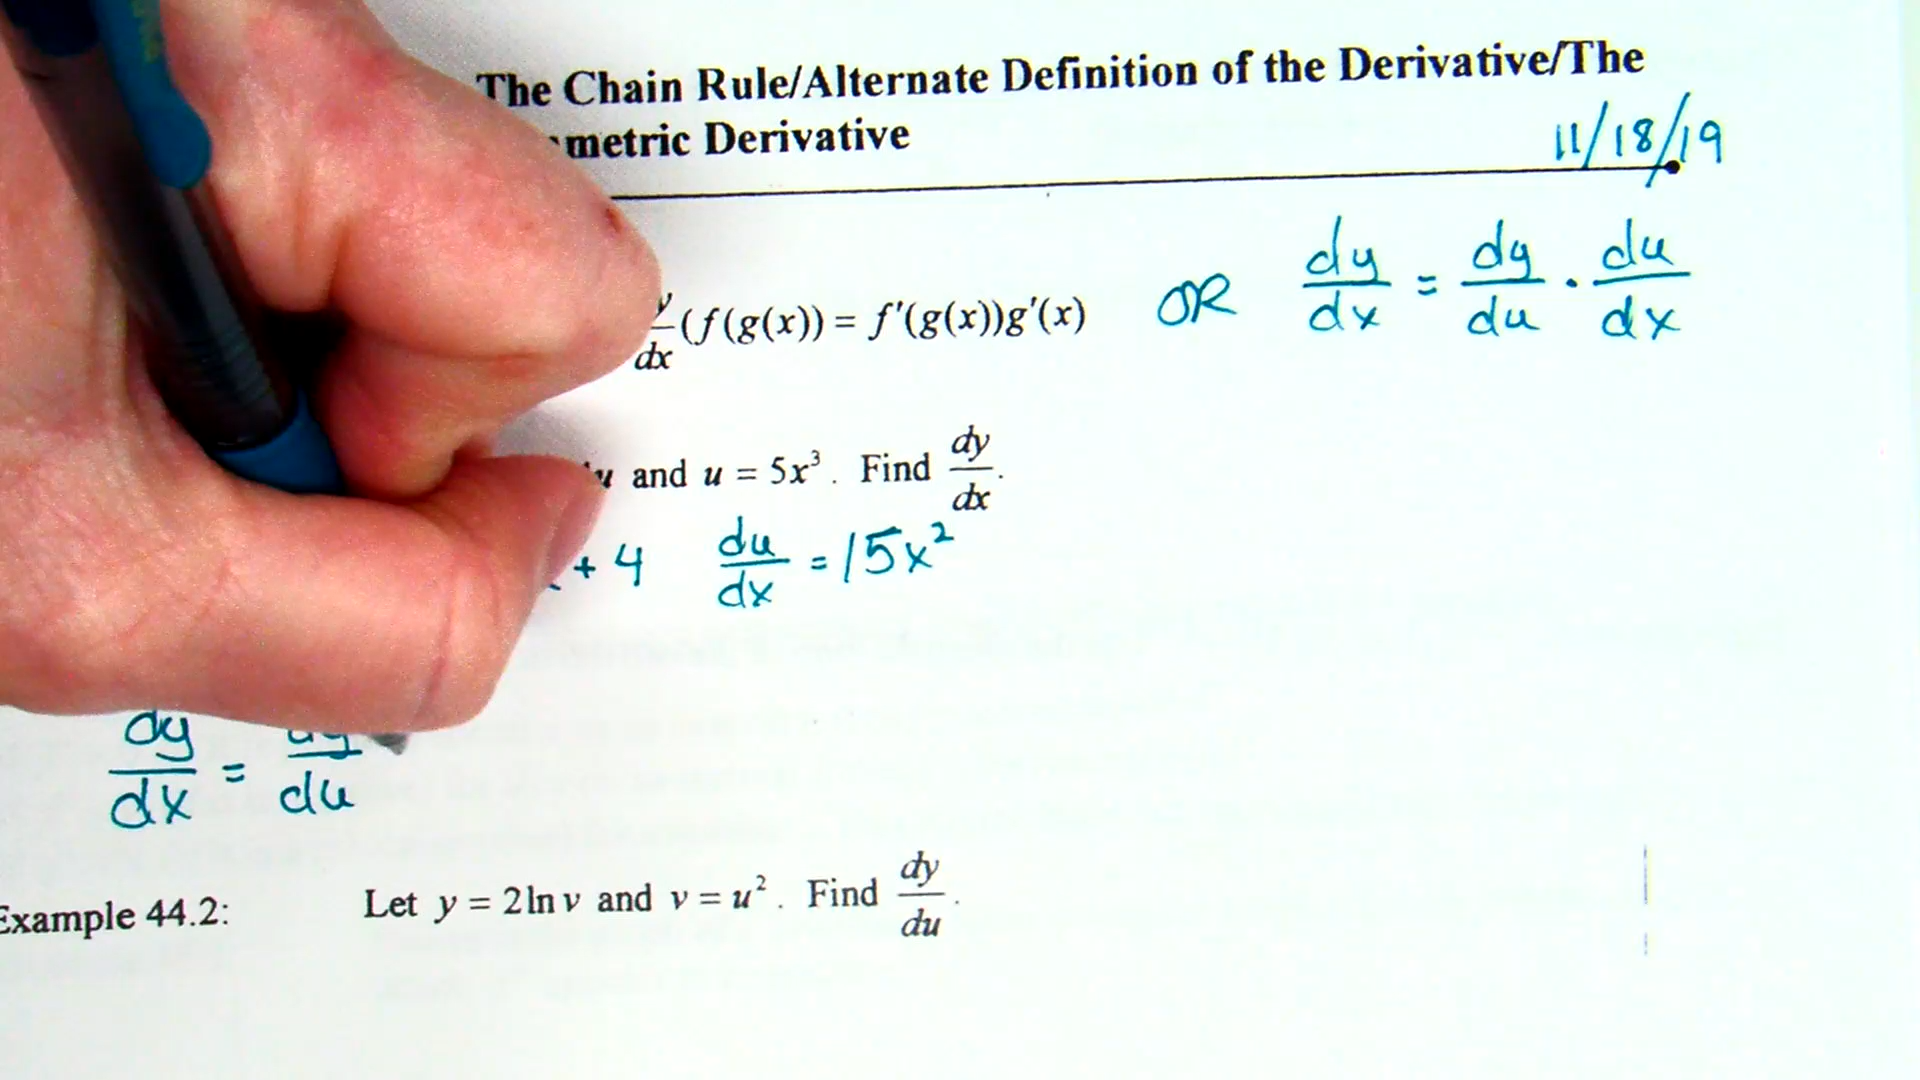 The Chain Rule/Alternate Definition of the Derivative/The
metric Derivative
11/18/19
dx (f(g(x)) = f'(g(x))g'(x) OR dy/dx = dy/du · du/dx
u and u = 5x³. Find dy/dx.
+ 4 du/dx = 15x²
dy/dx = dy/du
Example 44.2: Let y = 2 ln v and v = u². Find dy/du.